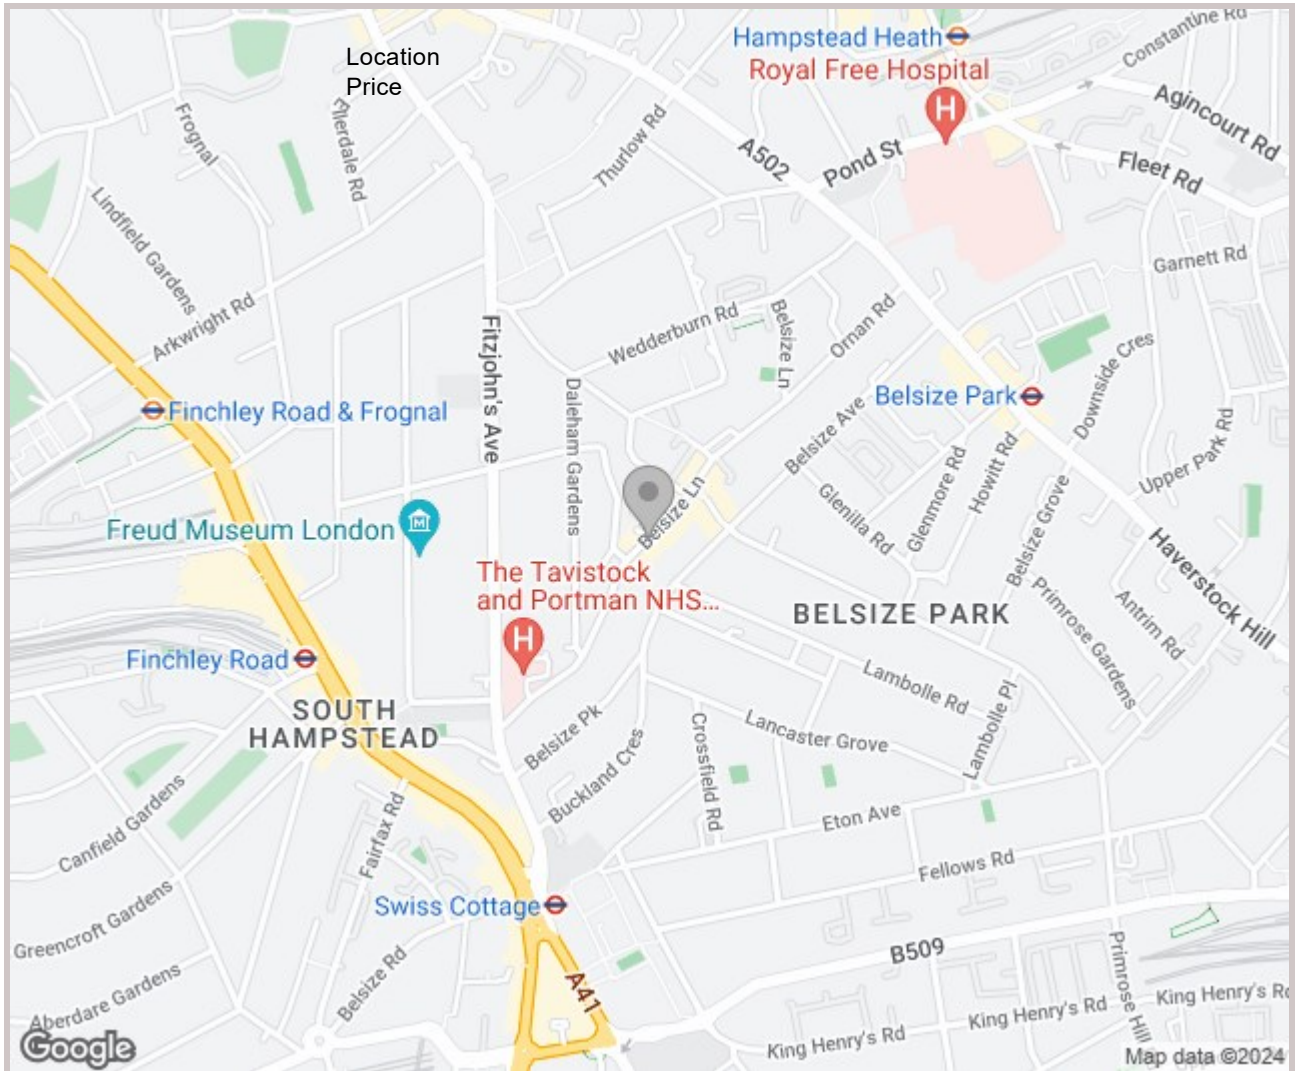 Location
Price
Hampstead Heath
Royal Free Hospital
H
Constantine Rd
Agincourt Rd
Frognal
Ellerdale Rd
Thurlow Rd
A502
Pond St
Fleet Rd
Lindfield Gardens
Garnett Rd
Arkwright Rd
Fitzjohn's Ave
Wedderburn Rd
Belsize Ln
Ornan Rd
Finchley Road & Frognal
Daleham Gardens
Belsize Park
Belsize Ave
Downside Cres
Glenmore Rd
Howitt Rd
Upper Park Rd
Freud Museum London
M
Belsize Ln
Glenilla Rd
Belsize Grove
Haverstock Hill
The Tavistock
and Portman NHS...
H
BELSIZE PARK
Primrose Gardens
Antrim Rd
Finchley Road
SOUTH
HAMPSTEAD
Lambolle Rd
Lambolle Pl
Belsize Pk
Buckland Cres
Crossfield Rd
Lancaster Grove
Canfield Gardens
Fairfax Rd
Eton Ave
Fellows Rd
Greencroft Gardens
Swiss Cottage
Belsize Rd
B509
Aberdare Gardens
A41
Primrose Hill
King Henry's Rd
King Henry's Rd
King Henry's Rd
Google
Map data ©2024